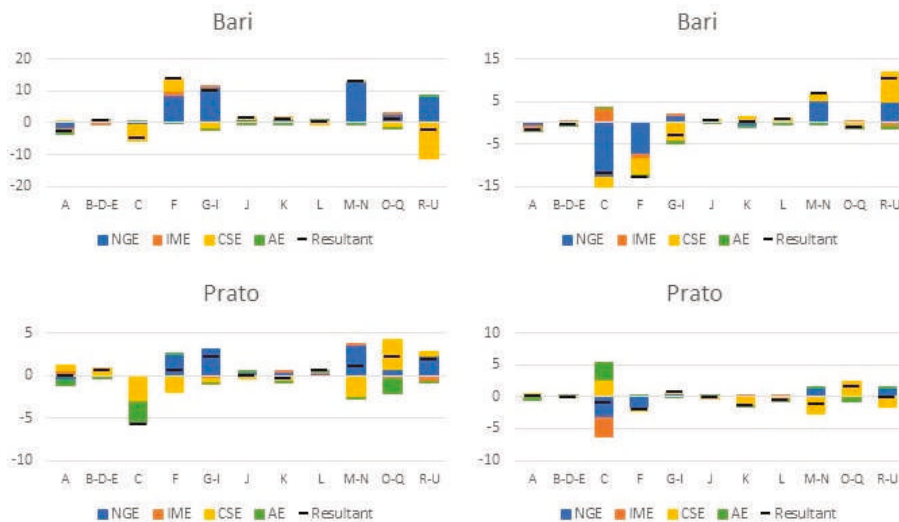 Bari
20
10
0
-10
-20
A B-D-E C F G-I J K L M-N O-Q R-U
NGE IME CSE AE Resultant
Bari
15
5
-5
-15
A B-D-E C F G-I J K L M-N O-Q R-U
NGE IME CSE AE Resultant
Prato
5
0
-5
-10
A B-D-E C F G-I J K L M-N O-Q R-U
NGE IME CSE AE Resultant
Prato
10
5
0
-5
-10
A B-D-E C F G-I J K L M-N O-Q R-U
NGE IME CSE AE Resultant